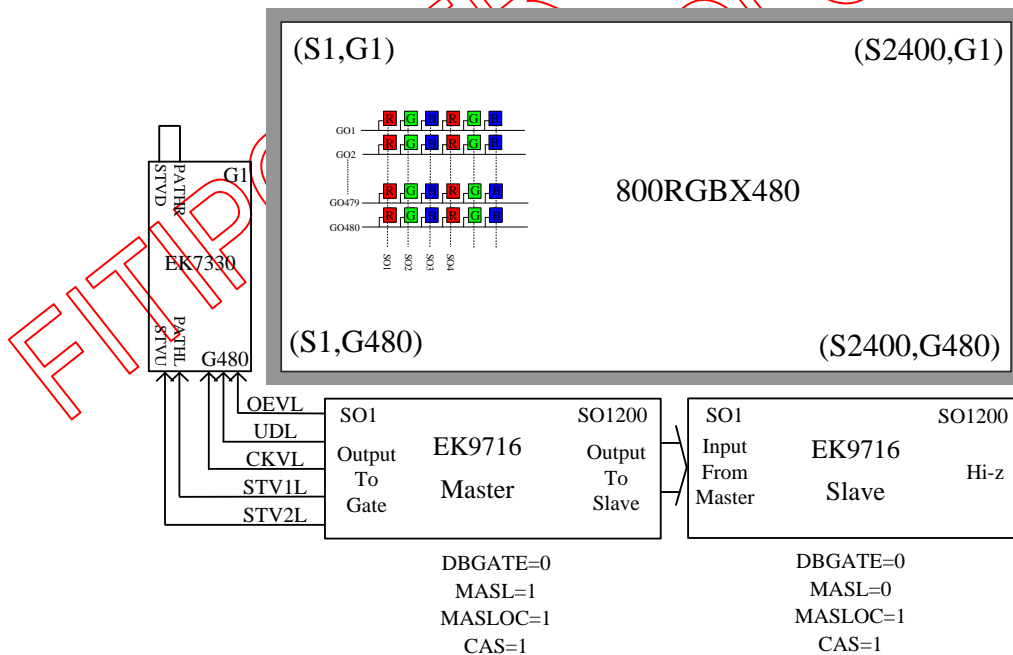 (S1,G1)
(S2400,G1)
R G B R G B
GO1
R G B R G B
GO2
R G B R G B
GO479
R G B R G B
GO480
SO1
SO2
SO3
SO4
800RGBX480
(S1,G480)
(S2400,G480)
STVD
PATHR
G1
EK7330
STVU
PATHL
G480
OEVL
UDL
CKVL
STV1L
STV2L
SO1
SO1200
Output
To
Gate
EK9716
Master
Output
To
Slave
SO1
SO1200
Input
From
Master
EK9716
Slave
Hi-z
DBGATE=0
MASL=1
MASLOC=1
CAS=1
DBGATE=0
MASL=0
MASLOC=1
CAS=1